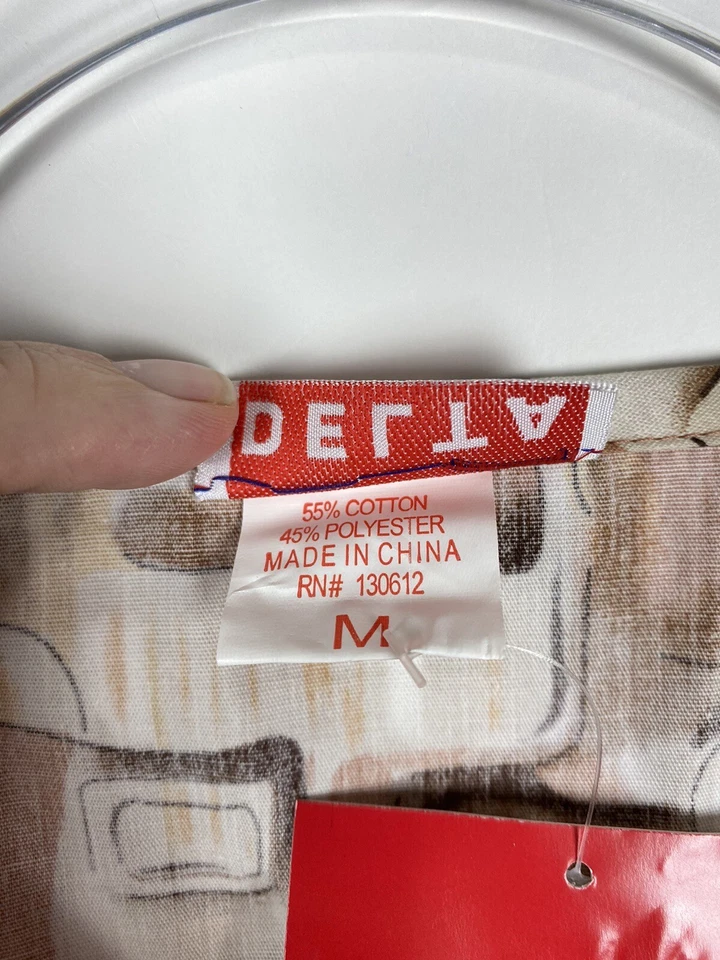 DELTA
55% COTTON
45% POLYESTER
MADE IN CHINA
RN# 130612
M